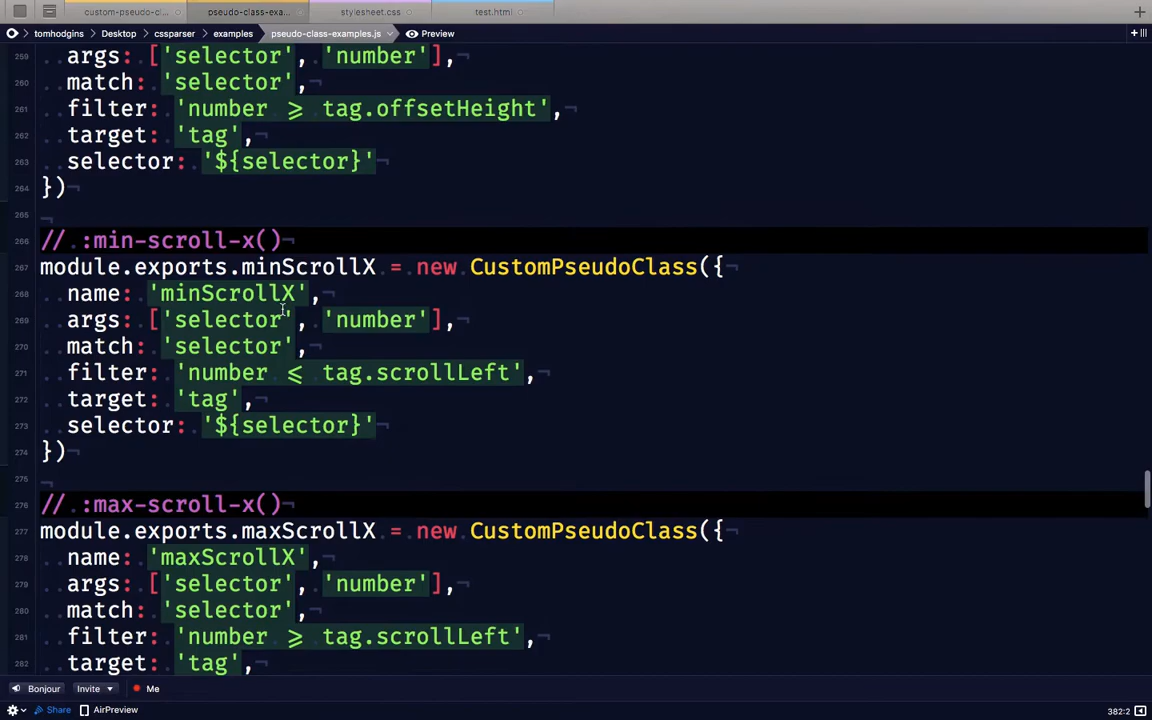 custom-pseudo-cl...
pseudo-class-exa...
stylesheet.css
test.html
tomhodgins
Desktop
cssparser
examples
pseudo-class-examples.js
Preview
259 args: ['selector', 'number'],
260 match: 'selector',
261 filter: 'number ⩾ tag.offsetHeight',
262 target: 'tag',
263 selector: '${selector}'
264 })
265
266 // :min-scroll-x()
267 module.exports.minScrollX = new CustomPseudoClass({
268 name: 'minScrollX',
269 args: ['selector', 'number'],
270 match: 'selector',
271 filter: 'number ⩽ tag.scrollLeft',
272 target: 'tag',
273 selector: '${selector}'
274 })
275
276 // :max-scroll-x()
277 module.exports.maxScrollX = new CustomPseudoClass({
278 name: 'maxScrollX',
279 args: ['selector', 'number'],
280 match: 'selector',
281 filter: 'number ⩾ tag.scrollLeft',
282 target: 'tag',
Bonjour
Invite
Me
Share
AirPreview
382:2